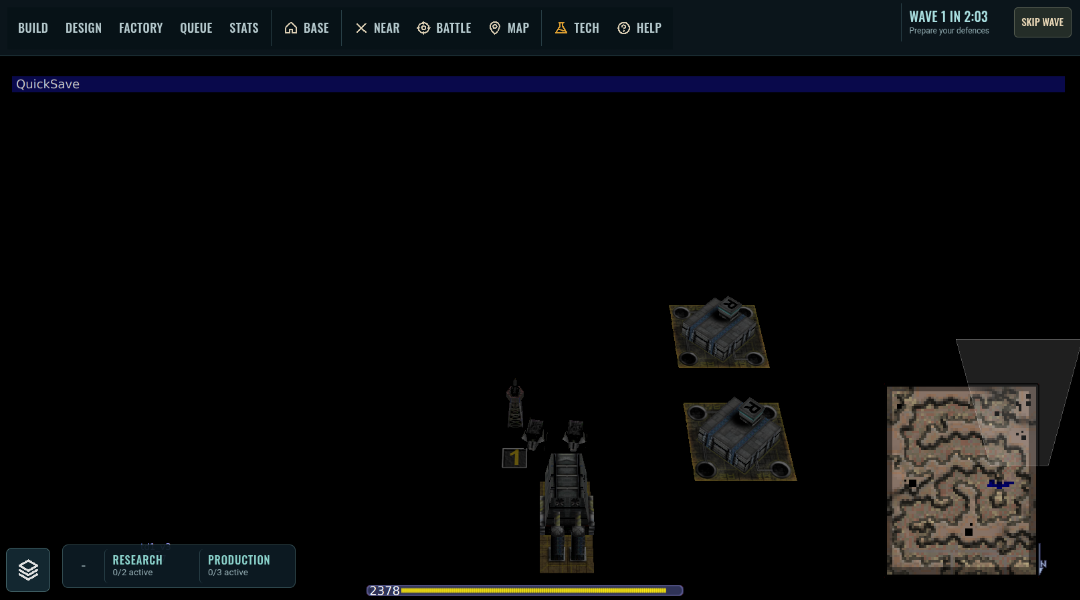 BUILD DESIGN FACTORY QUEUE STATS BASE NEAR BATTLE MAP TECH HELP
WAVE 1 IN 2:03
Prepare your defences
SKIP WAVE
QuickSave
R
R
1
- RESEARCH PRODUCTION
0/2 active 0/3 active
2378
N